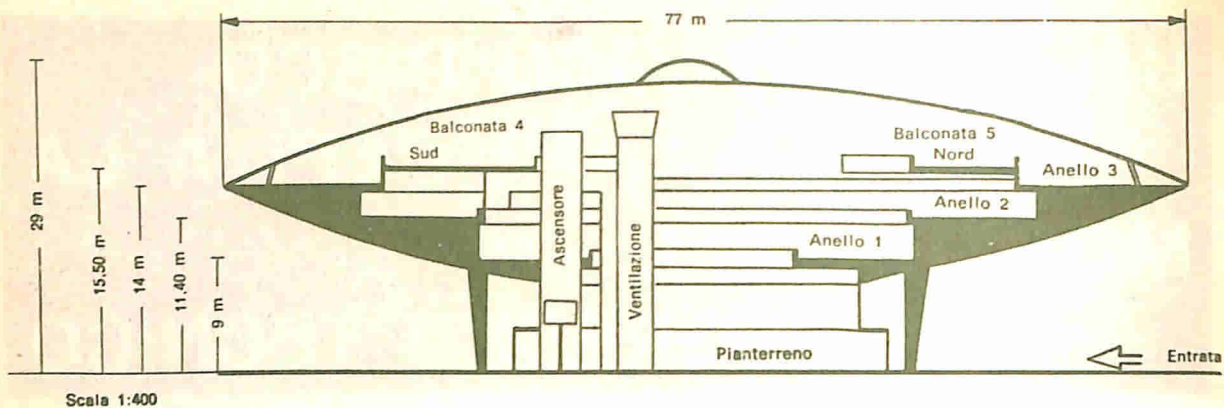 77 m
29 m
15.50 m
14 m
11.40 m
9 m
Balconata 4
Sud
Balconata 5
Nord
Anello 3
Anello 2
Anello 1
Ascensore
Ventilazione
Pianterreno
Entrata
Scala 1:400